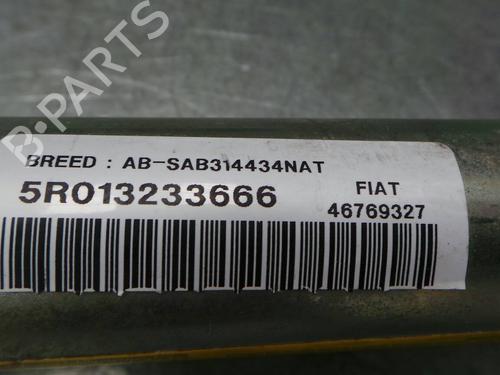 B-PARTS
BREED : AB-SAB314434NAT
5R013233666
FIAT
46769327